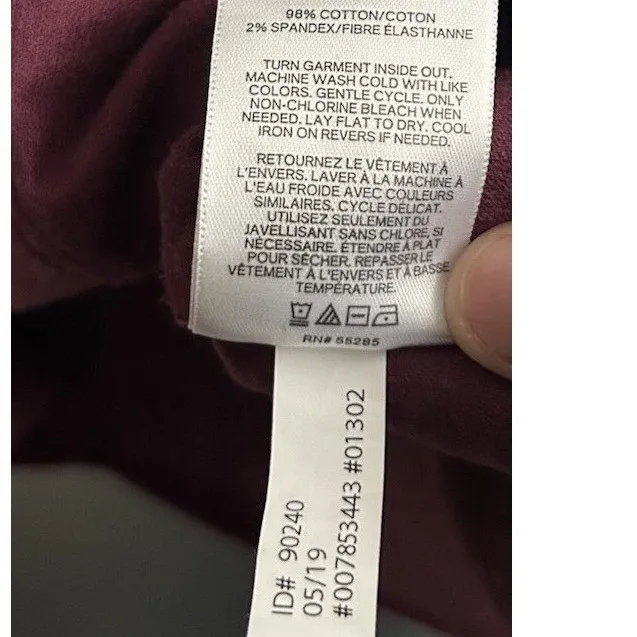 98% COTTON/COTON
2% SPANDEX/FIBRE ÉLASTHANNE
TURN GARMENT INSIDE OUT.
MACHINE WASH COLD WITH LIKE
COLORS. GENTLE CYCLE. ONLY
NON-CHLORINE BLEACH WHEN
NEEDED. LAY FLAT TO DRY. COOL
IRON ON REVERS IF NEEDED.
RETOURNEZ LE VÊTEMENT À
L'ENVERS. LAVER À LA MACHINE À
L'EAU FROIDE AVEC COULEURS
SIMILAIRES. CYCLE DÉLICAT.
UTILISEZ SEULEMENT DU
JAVELLISANT SANS CHLORE, SI
NÉCESSAIRE. ÉTENDRE À PLAT
POUR SÉCHER. REPASSER LE
VÊTEMENT À L'ENVERS ET À BASSE
TEMPÉRATURE.
RN# 55285
ID# 90240
05/19
#007853443 #01302